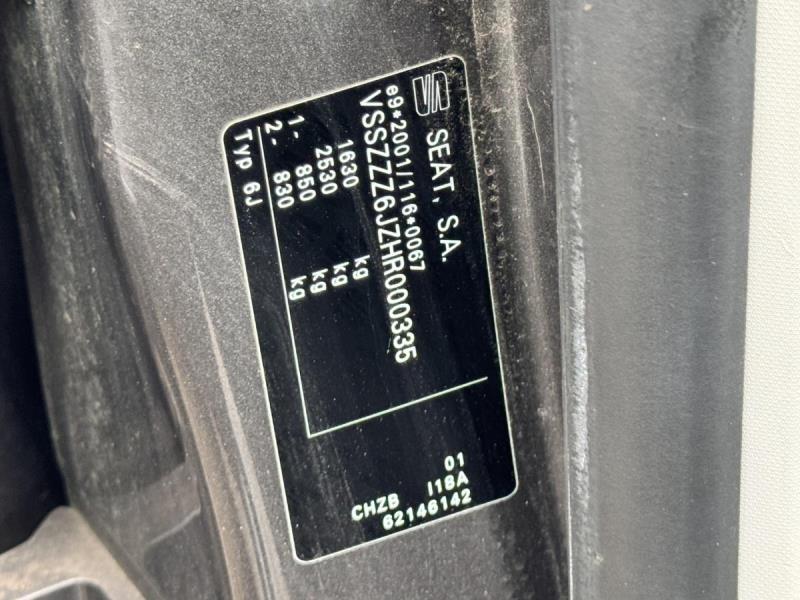 SEAT, S.A.
e9*2001/116*0067
VSSZZZ6JZHR000335
1630 kg
2530 kg
1- 850 kg
2- 830 kg
Typ 6J
01
CHZB I18A
62146142